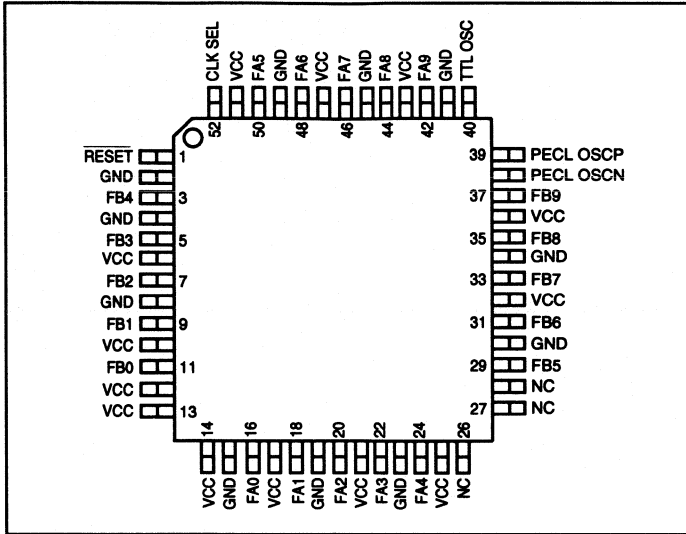 CLK SEL
VCC
FA5
GND
FA6
VCC
FA7
GND
FA8
VCC
FA9
GND
TTL OSC
52
50
48
46
44
42
40
RESET 1
GND
FB4 3
GND
FB3 5
VCC
FB2 7
GND
FB1 9
VCC
FB0 11
VCC
VCC 13
39 PECL OSCP
PECL OSCN
37 FB9
VCC
35 FB8
GND
33 FB7
VCC
31 FB6
GND
29 FB5
NC
27 NC
14
16
18
20
22
24
26
VCC
GND
FA0
VCC
FA1
GND
FA2
VCC
FA3
GND
FA4
VCC
NC